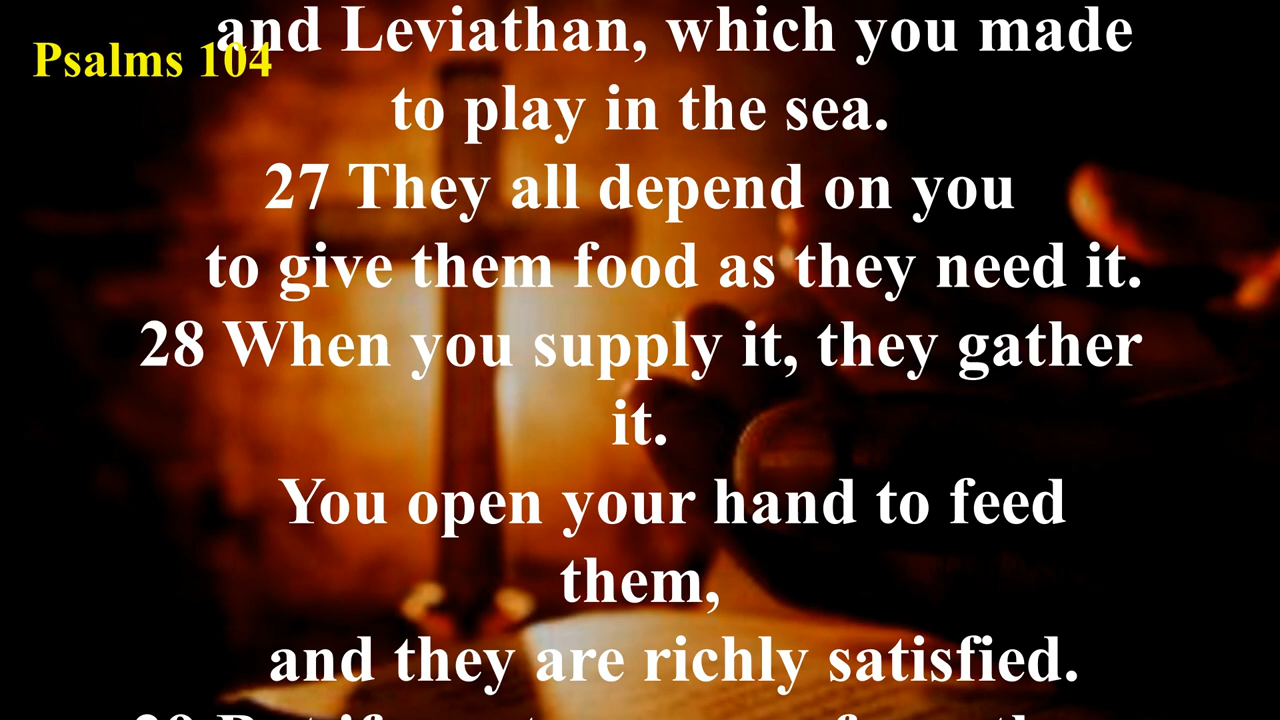 Psalms 104
and Leviathan, which you made
to play in the sea.
27 They all depend on you
to give them food as they need it.
28 When you supply it, they gather
it.
You open your hand to feed
them,
and they are richly satisfied.